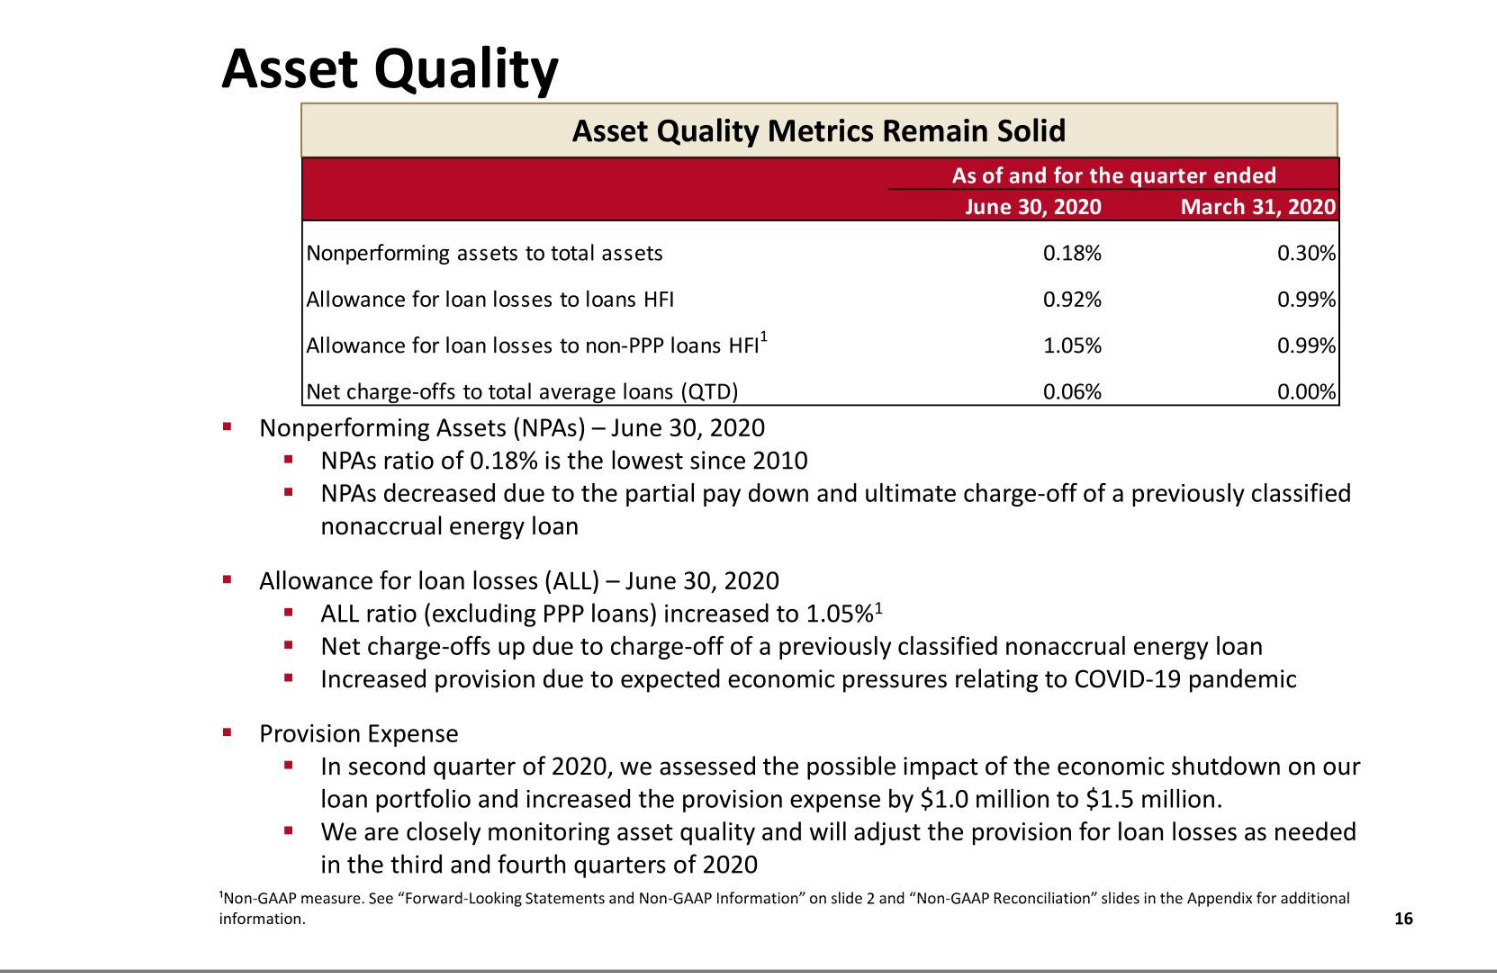 Asset Quality
Asset Quality Metrics Remain Solid
As of and for the quarter ended
June 30, 2020 March 31, 2020
Nonperforming assets to total assets 0.18% 0.30%
Allowance for loan losses to loans HFI 0.92% 0.99%
Allowance for loan losses to non-PPP loans HFI¹ 1.05% 0.99%
Net charge-offs to total average loans (QTD) 0.06% 0.00%
▪ Nonperforming Assets (NPAs) – June 30, 2020
▪ NPAs ratio of 0.18% is the lowest since 2010
▪ NPAs decreased due to the partial pay down and ultimate charge-off of a previously classified
nonaccrual energy loan
▪ Allowance for loan losses (ALL) – June 30, 2020
▪ ALL ratio (excluding PPP loans) increased to 1.05%¹
▪ Net charge-offs up due to charge-off of a previously classified nonaccrual energy loan
▪ Increased provision due to expected economic pressures relating to COVID-19 pandemic
▪ Provision Expense
▪ In second quarter of 2020, we assessed the possible impact of the economic shutdown on our
loan portfolio and increased the provision expense by $1.0 million to $1.5 million.
▪ We are closely monitoring asset quality and will adjust the provision for loan losses as needed
in the third and fourth quarters of 2020
¹Non-GAAP measure. See “Forward-Looking Statements and Non-GAAP Information” on slide 2 and “Non-GAAP Reconciliation” slides in the Appendix for additional
information.
16